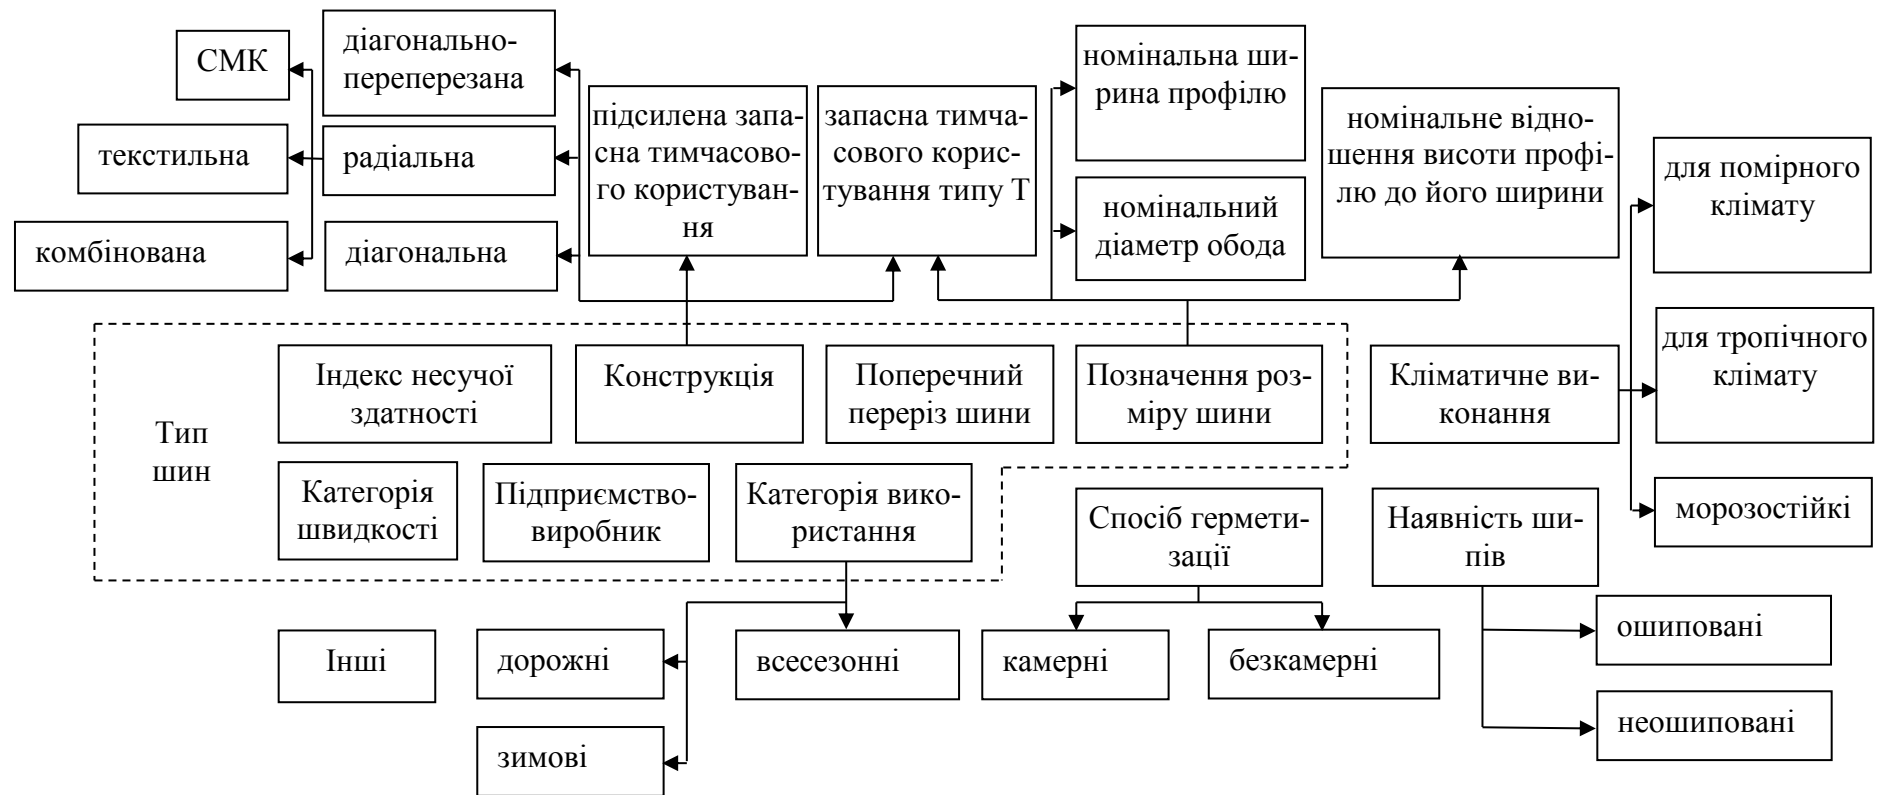 СМК
текстильна
комбінована
діагонально-
переперезана
радіальна
діагональна
підсилена запа-
сна тимчасово-
го користуван-
ня
запасна тимча-
сового корис-
тування типу Т
номінальна ши-
рина профілю
номінальний
діаметр обода
номінальне відно-
шення висоти профі-
лю до його ширини
для помірного
клімату
для тропічного
клімату
морозостійкі
Тип
шин
Індекс несучої
здатності
Конструкція
Поперечний
переріз шини
Позначення роз-
міру шини
Кліматичне ви-
конання
Категорія
швидкості
Підприємство-
виробник
Категорія вико-
ристання
Спосіб гермети-
зації
Наявність ши-
пів
Інші
дорожні
всесезонні
камерні
безкамерні
ошиповані
неошиповані
зимові